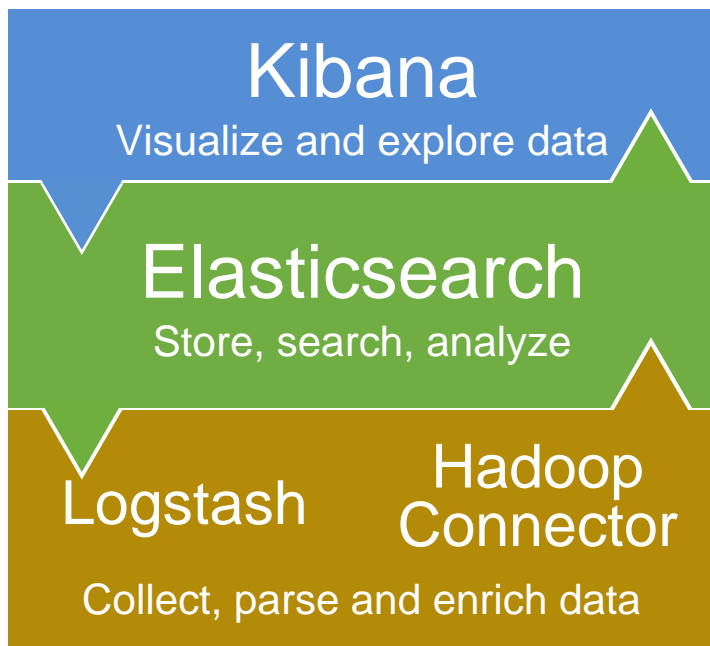 Kibana
Visualize and explore data
Elasticsearch
Store, search, analyze
Logstash
Hadoop
Connector
Collect, parse and enrich data